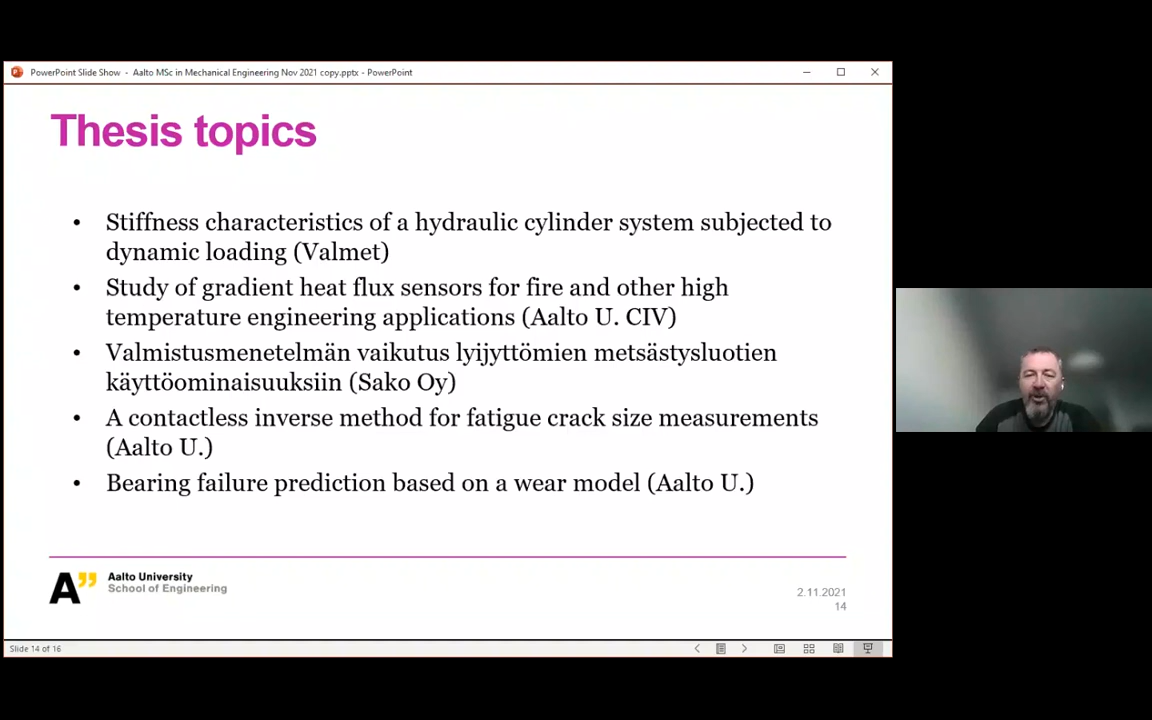 PowerPoint Slide Show - Aalto MSc in Mechanical Engineering Nov 2021 copy.pptx - PowerPoint
Thesis topics
• Stiffness characteristics of a hydraulic cylinder system subjected to
dynamic loading (Valmet)
• Study of gradient heat flux sensors for fire and other high
temperature engineering applications (Aalto U. CIV)
• Valmistusmenetelmän vaikutus lyijyttömien metsästysluotien
käyttöominaisuuksiin (Sako Oy)
• A contactless inverse method for fatigue crack size measurements
(Aalto U.)
• Bearing failure prediction based on a wear model (Aalto U.)
A”
Aalto University
School of Engineering
2.11.2021
14
Slide 14 of 16